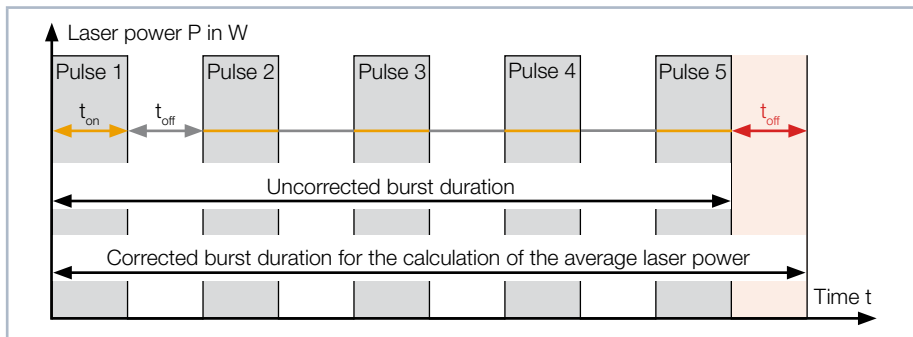 Laser power P in W
Pulse 1 Pulse 2 Pulse 3 Pulse 4 Pulse 5
ton toff toff
Uncorrected burst duration
Corrected burst duration for the calculation of the average laser power
Time t